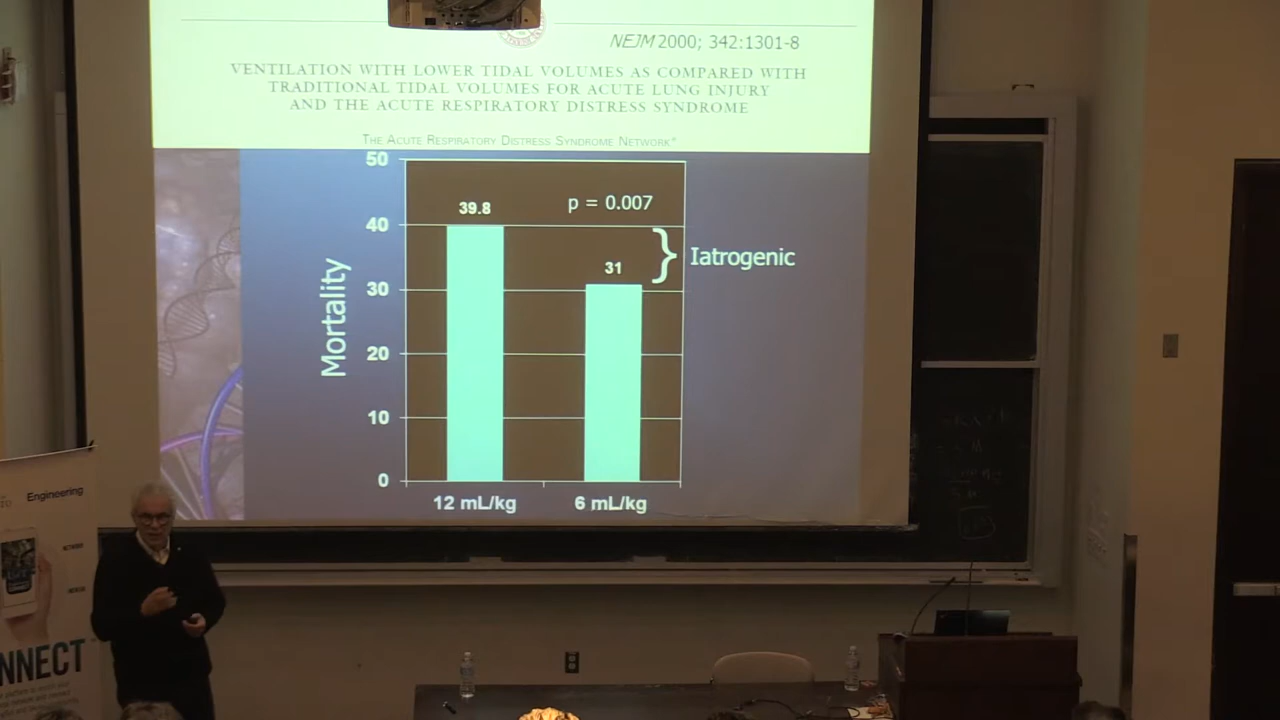 NEJM 2000; 342:1301-8
VENTILATION WITH LOWER TIDAL VOLUMES AS COMPARED WITH
TRADITIONAL TIDAL VOLUMES FOR ACUTE LUNG INJURY
AND THE ACUTE RESPIRATORY DISTRESS SYNDROME
THE ACUTE RESPIRATORY DISTRESS SYNDROME NETWORK*
50
40
30
20
10
0
Mortality
39.8
p = 0.007
31
} Iatrogenic
12 mL/kg
6 mL/kg
Engineering
NNECT